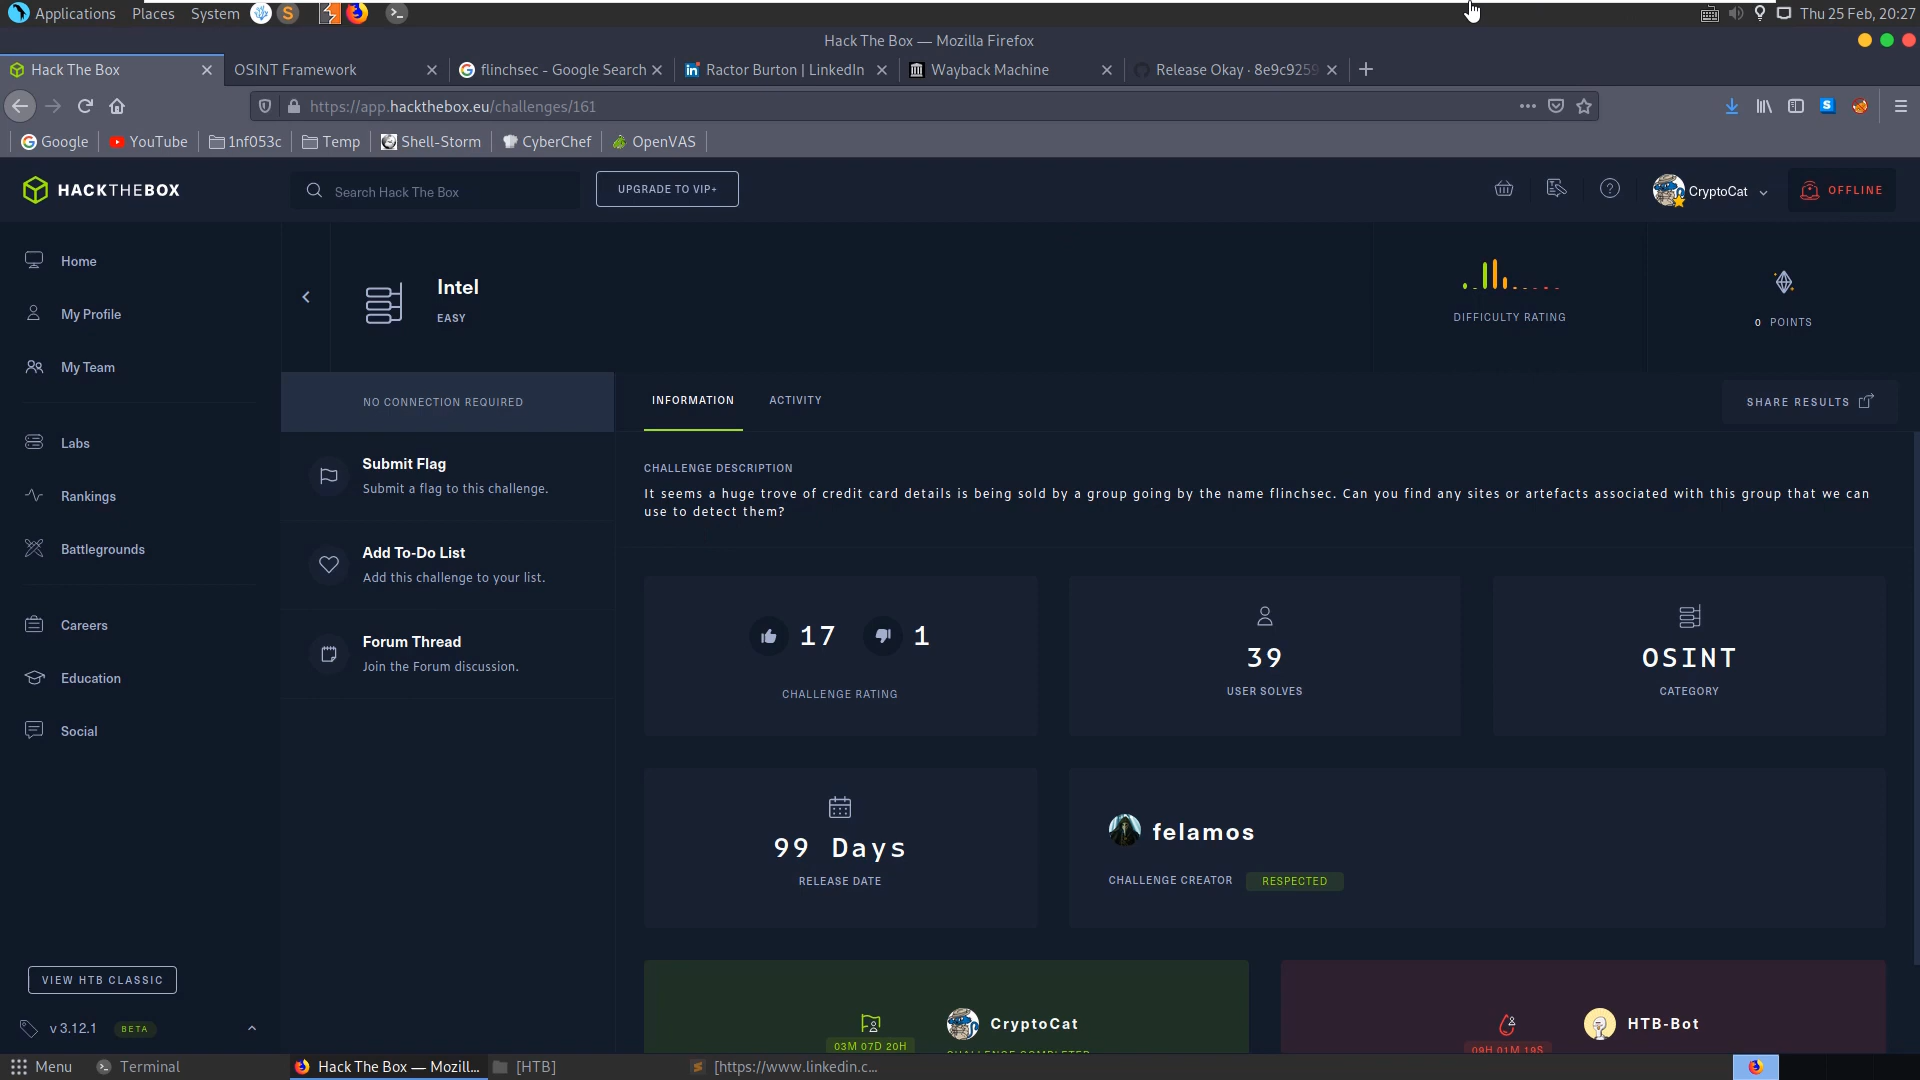 Applications Places System Thu 25 Feb, 20:27
Hack The Box — Mozilla Firefox
Hack The Box OSINT Framework flinchsec - Google Search Ractor Burton | LinkedIn Wayback Machine Release Okay · 8e9c9259
https://app.hackthebox.eu/challenges/161
Google YouTube 1nf053c Temp Shell-Storm CyberChef OpenVAS
HACKTHEBOX Search Hack The Box UPGRADE TO VIP+ CryptoCat OFFLINE
Home
My Profile
My Team
Labs
Rankings
Battlegrounds
Careers
Education
Social
VIEW HTB CLASSIC
v 3.12.1 BETA
Intel
EASY
DIFFICULTY RATING
0 POINTS
NO CONNECTION REQUIRED
Submit Flag
Submit a flag to this challenge.
Add To-Do List
Add this challenge to your list.
Forum Thread
Join the Forum discussion.
INFORMATION ACTIVITY SHARE RESULTS
CHALLENGE DESCRIPTION
It seems a huge trove of credit card details is being sold by a group going by the name flinchsec. Can you find any sites or artefacts associated with this group that we can
use to detect them?
17 1
CHALLENGE RATING
39
USER SOLVES
OSINT
CATEGORY
99 Days
RELEASE DATE
felamos
CHALLENGE CREATOR RESPECTED
CryptoCat
03M 07D 20H
CHALLENGE COMPLETED
HTB-Bot
09H 01M 19S
Menu Terminal Hack The Box — Mozill... [HTB] [https://www.linkedin.c...